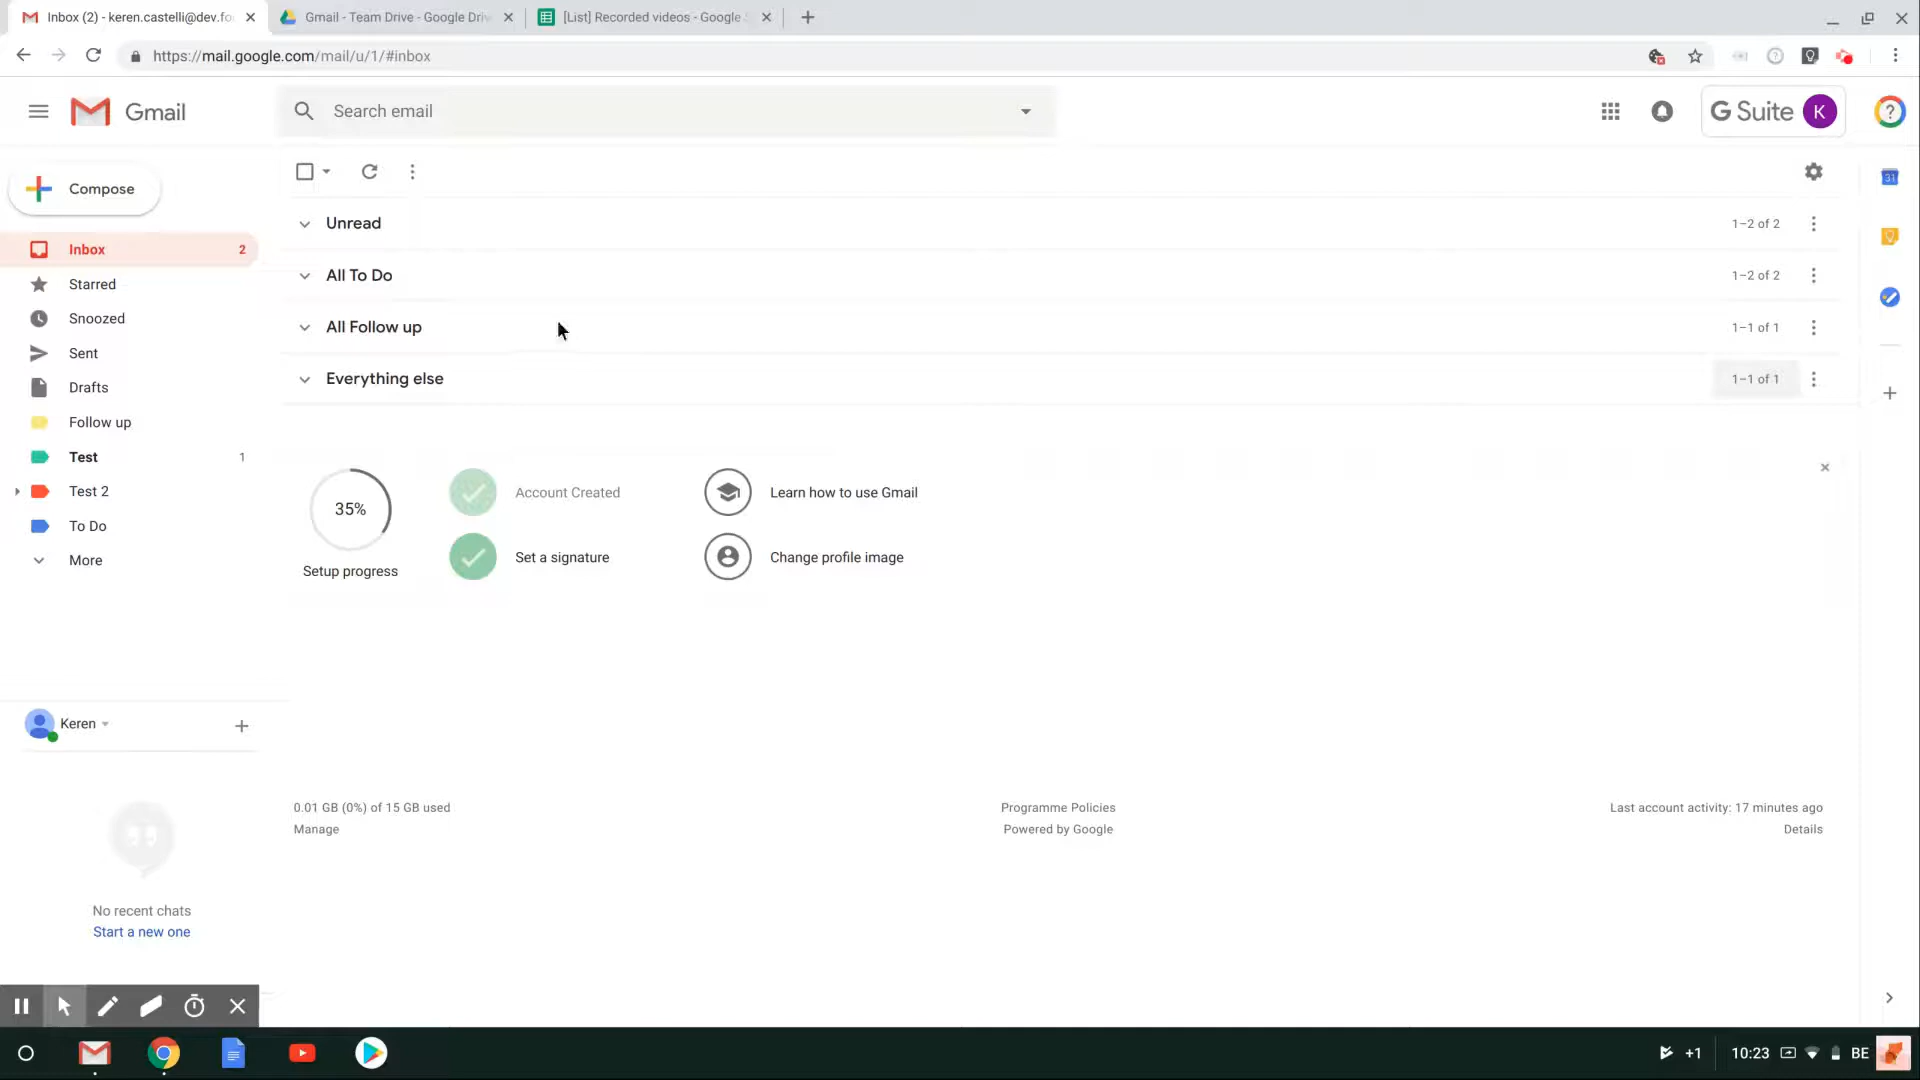 Inbox (2) - keren.castelli@dev.fo
Gmail - Team Drive - Google Driv
[List] Recorded videos - Google S
https://mail.google.com/mail/u/1/#inbox
Gmail
Search email
G Suite
K
?
Compose
31
Unread
1–2 of 2
Inbox
2
All To Do
1–2 of 2
Starred
Snoozed
All Follow up
1–1 of 1
Sent
Everything else
1–1 of 1
Drafts
Follow up
Test
1
Test 2
To Do
More
35%
Setup progress
Account Created
Learn how to use Gmail
Set a signature
Change profile image
Keren
0.01 GB (0%) of 15 GB used
Programme Policies
Last account activity: 17 minutes ago
Manage
Powered by Google
Details
No recent chats
Start a new one
+1
10:23
BE